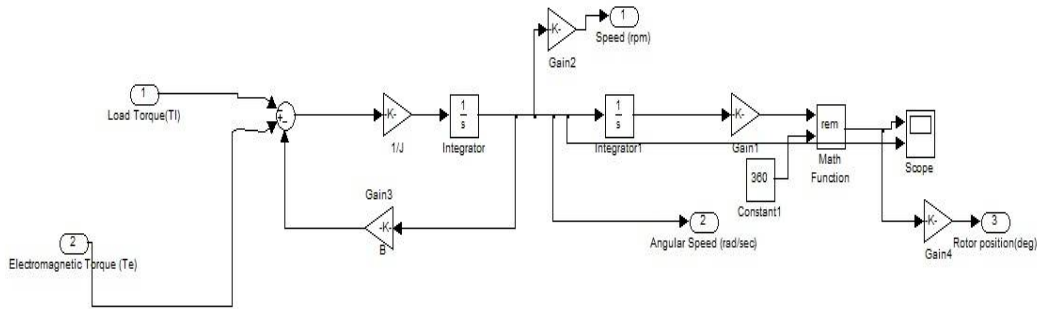 1
Speed (rpm)
-K-
Gain2
1
Load Torque(Tl)
-K-
1/J
1
s
Integrator
1
s
Integrator1
-K-
Gain1
rem
Math
Function
Scope
360
Constant1
Gain3
-K-
B
2
Angular Speed (rad/sec)
-K-
Gain4
3
Rotor position(deg)
2
Electromagnetic Torque (Te)